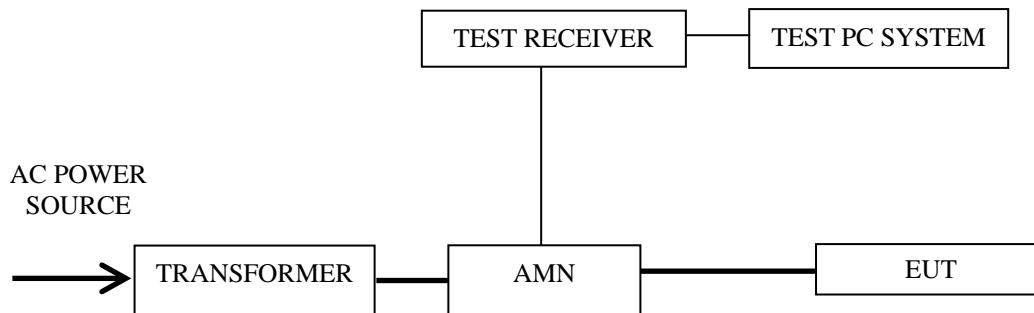 TEST RECEIVER
TEST PC SYSTEM
AC POWER
SOURCE
TRANSFORMER
AMN
EUT